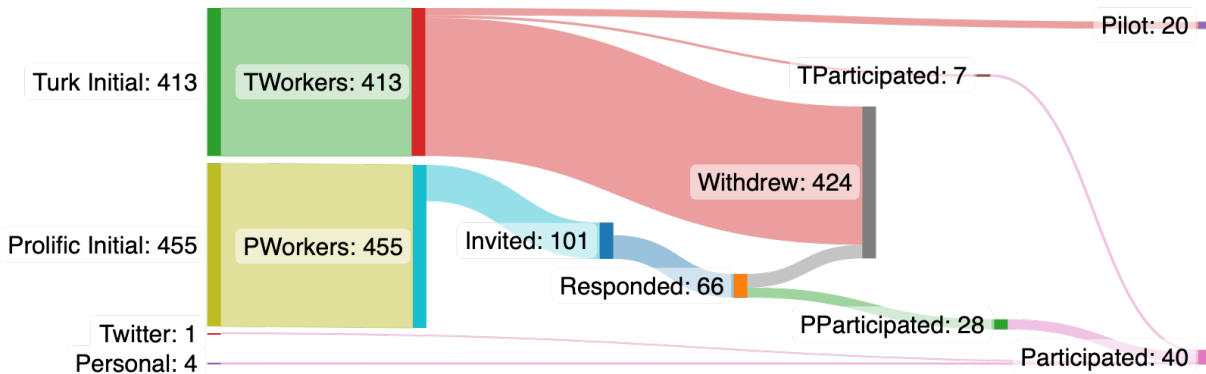 Pilot: 20
Turk Initial: 413
TWorkers: 413
TParticipated: 7
Withdrew: 424
Prolific Initial: 455
PWorkers: 455
Invited: 101
Responded: 66
PParticipated: 28
Twitter: 1
Participated: 40
Personal: 4